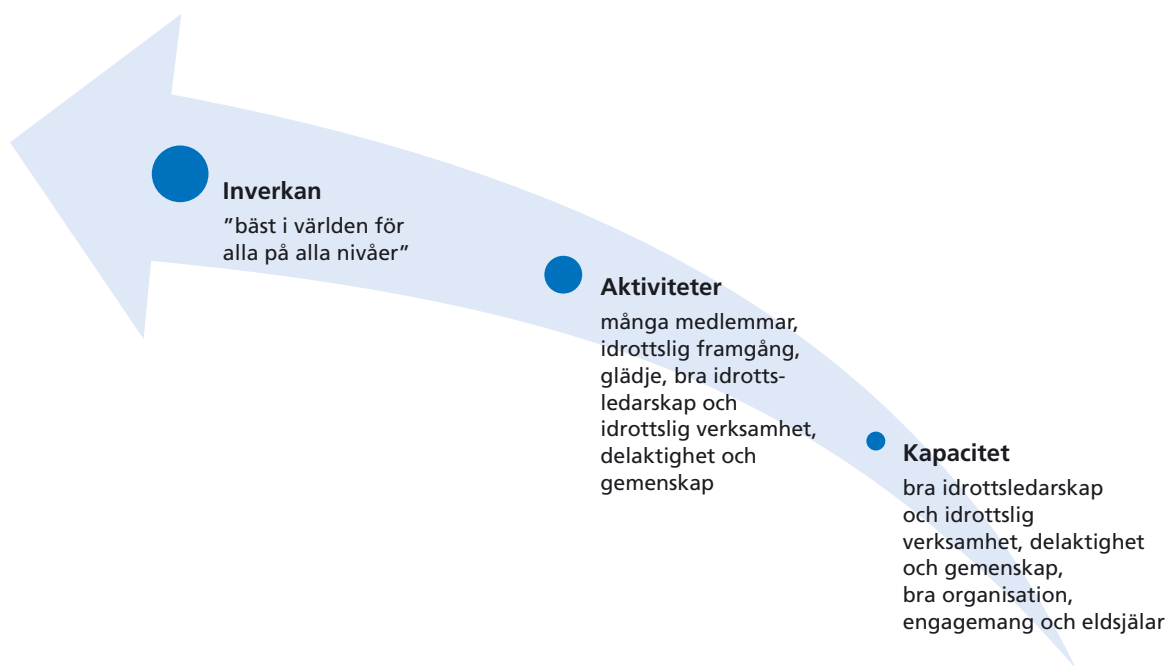 Inverkan
”bäst i världen för
alla på alla nivåer”
Aktiviteter
många medlemmar,
idrottslig framgång,
glädje, bra idrotts-
ledarskap och
idrottslig verksamhet,
delaktighet och
gemenskap
Kapacitet
bra idrottsledarskap
och idrottslig
verksamhet, delaktighet
och gemenskap,
bra organisation,
engagemang och eldsjälar